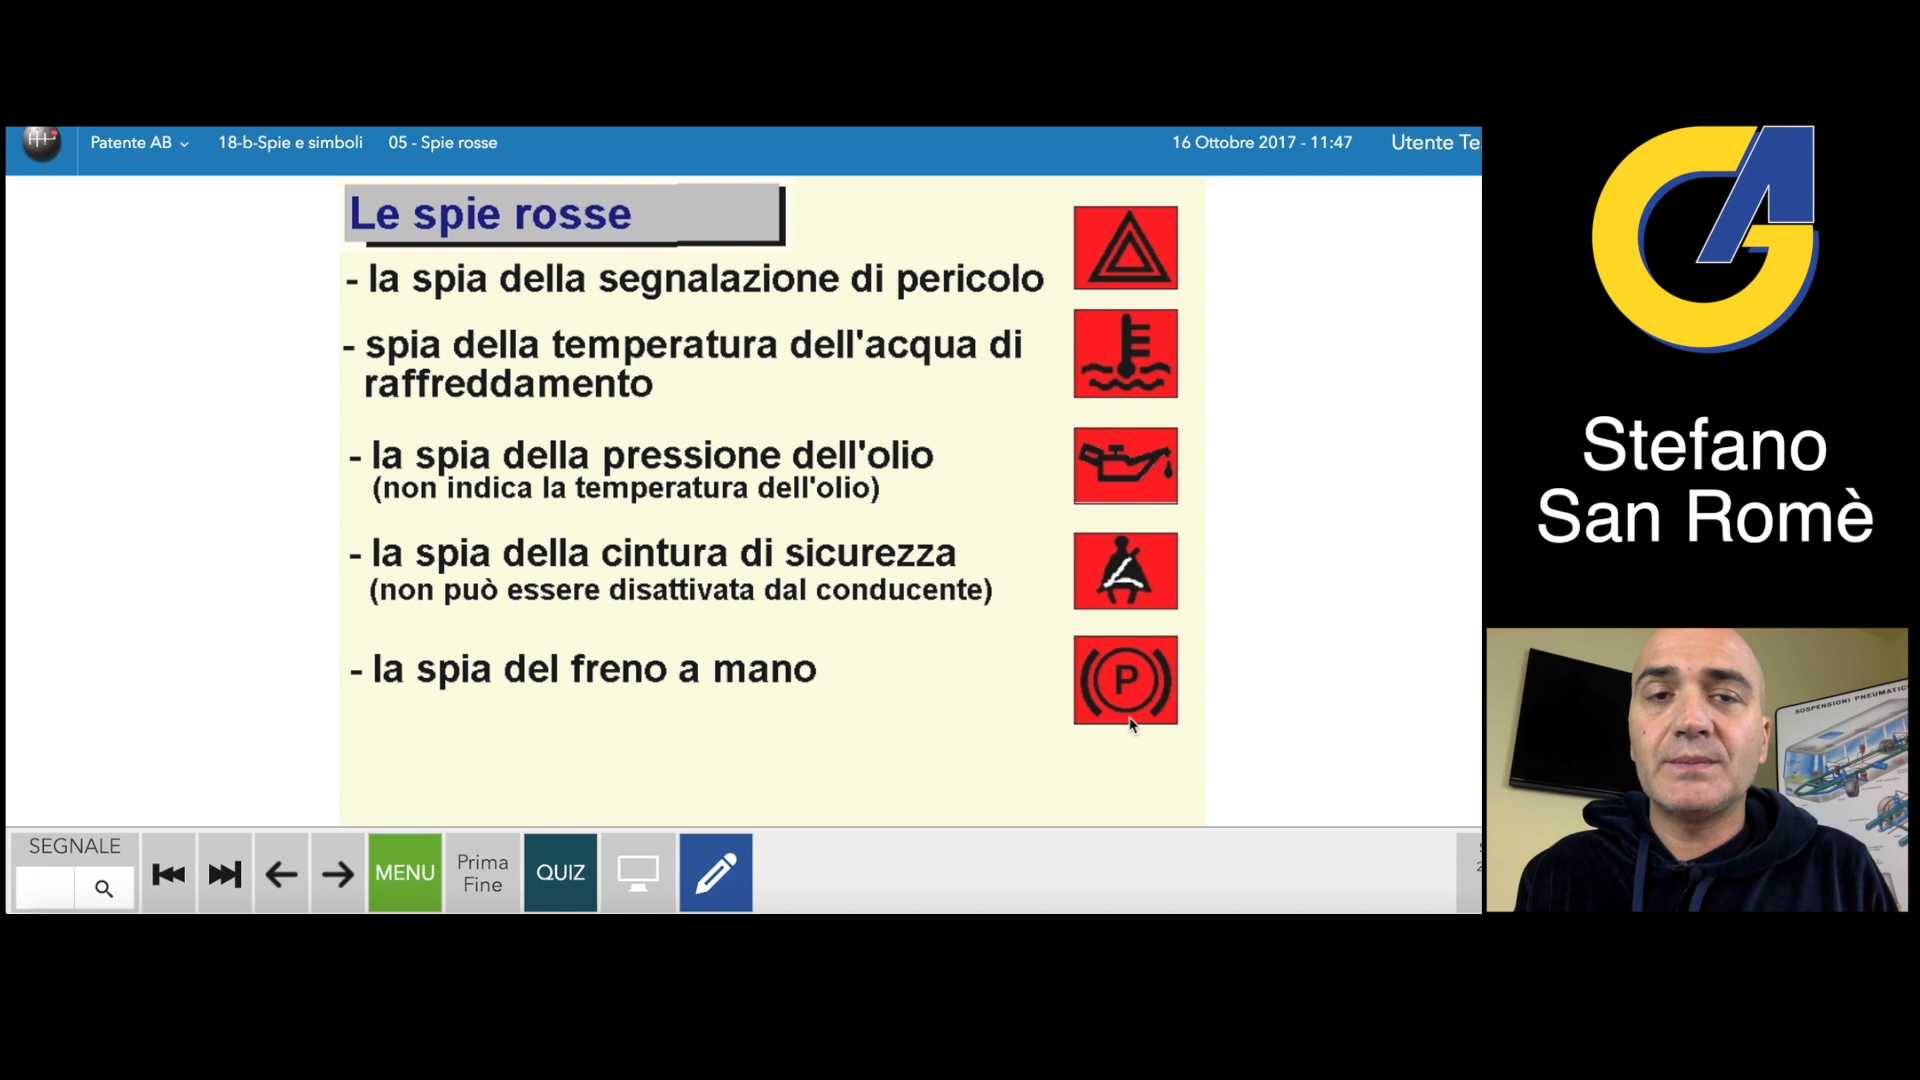 Patente AB 18-b-Spie e simboli 05 - Spie rosse 16 Ottobre 2017 - 11:47 Utente Te
Le spie rosse
- la spia della segnalazione di pericolo
- spia della temperatura dell'acqua di
raffreddamento
- la spia della pressione dell'olio
(non indica la temperatura dell'olio)
- la spia della cintura di sicurezza
(non può essere disattivata dal conducente)
- la spia del freno a mano
P
SEGNALE
MENU
Prima
Fine
QUIZ
Stefano
San Romè
SOSPENSIONI PNEUMATIC